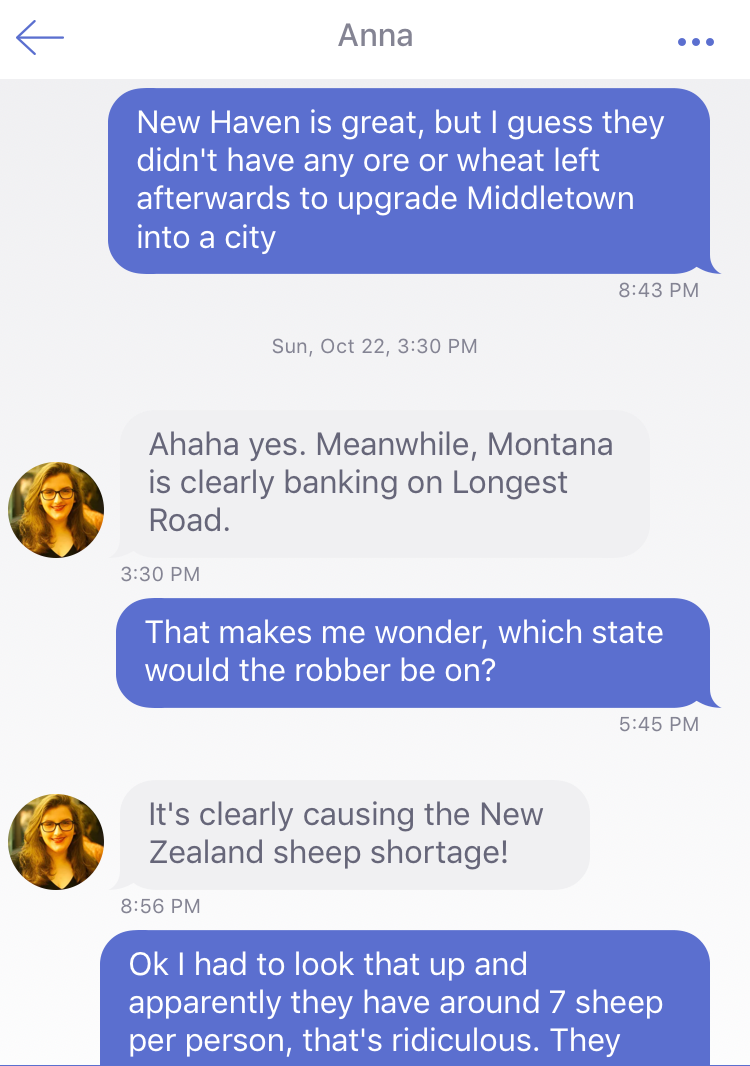 Anna
New Haven is great, but I guess they
didn't have any ore or wheat left
afterwards to upgrade Middletown
into a city
8:43 PM
Sun, Oct 22, 3:30 PM
Ahaha yes. Meanwhile, Montana
is clearly banking on Longest
Road.
3:30 PM
That makes me wonder, which state
would the robber be on?
5:45 PM
It's clearly causing the New
Zealand sheep shortage!
8:56 PM
Ok I had to look that up and
apparently they have around 7 sheep
per person, that's ridiculous. They